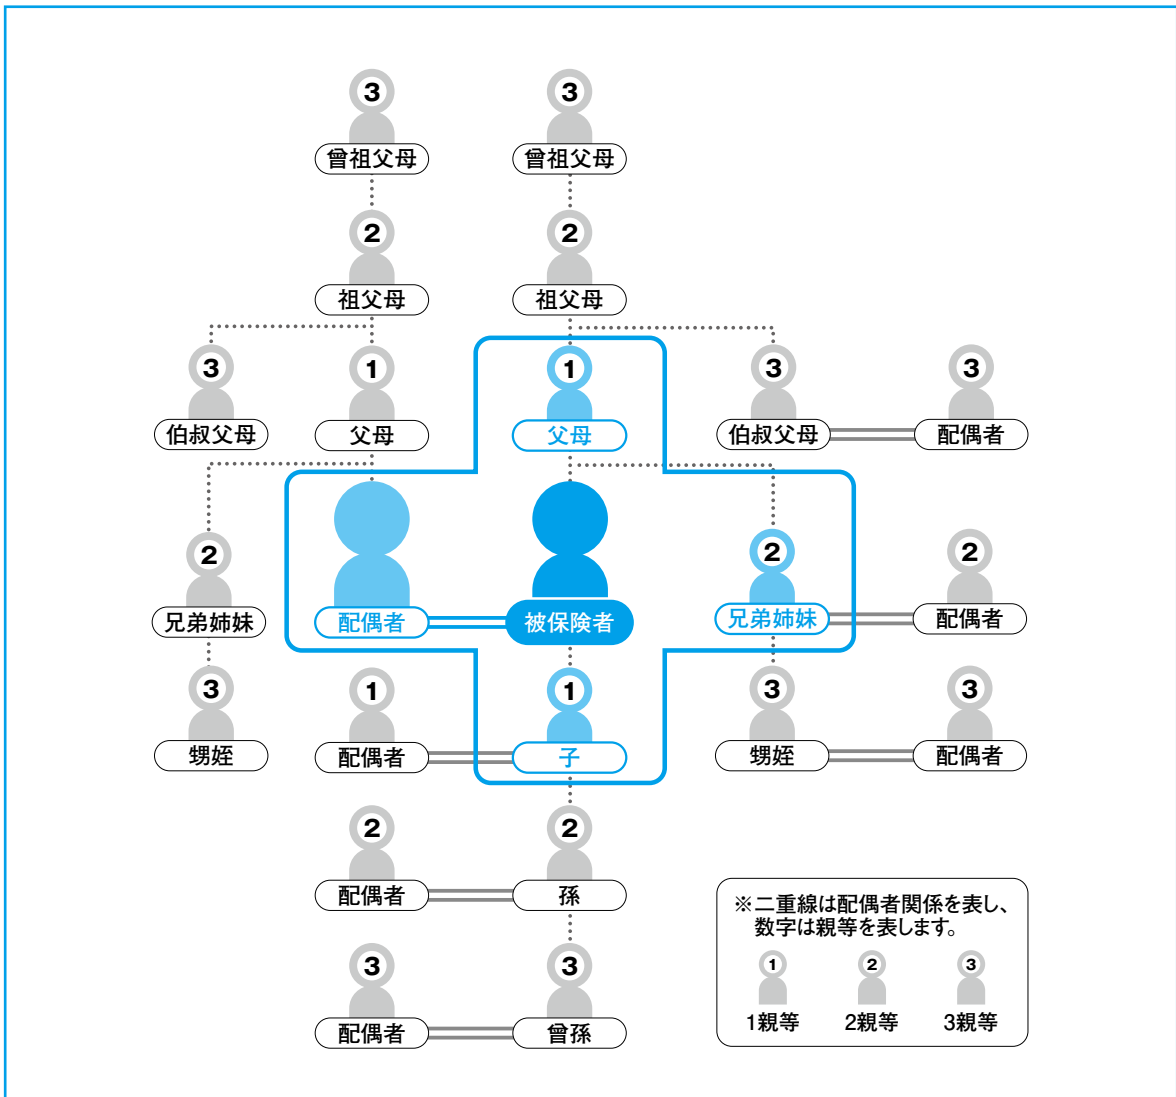 3 3
曾祖父母 曾祖父母
2 2
祖父母 祖父母
3 1 1 3 3
伯叔父母 父母 父母 伯叔父母 配偶者
2 2 2
兄弟姉妹 配偶者 被保険者 兄弟姉妹 配偶者
3 1 1 3 3
甥姪 配偶者 子 甥姪 配偶者
2 2
配偶者 孫
3 3
配偶者 曾孫
※二重線は配偶者関係を表し、
数字は親等を表します。
1 2 3
1親等 2親等 3親等